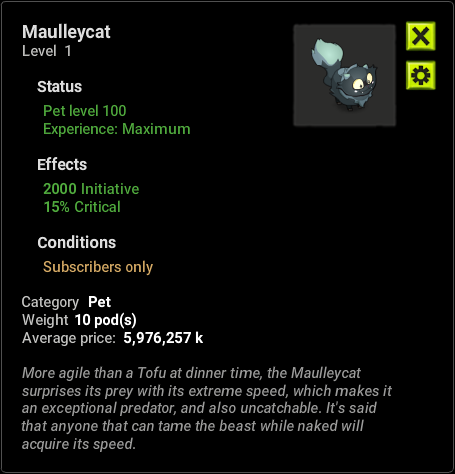 Maulleycat
Level 1
Status
Pet level 100
Experience: Maximum
Effects
2000 Initiative
15% Critical
Conditions
Subscribers only
Category Pet
Weight 10 pod(s)
Average price: 5,976,257 k
More agile than a Tofu at dinner time, the Maulleycat
surprises its prey with its extreme speed, which makes it
an exceptional predator, and also uncatchable. It's said
that anyone that can tame the beast while naked will
acquire its speed.